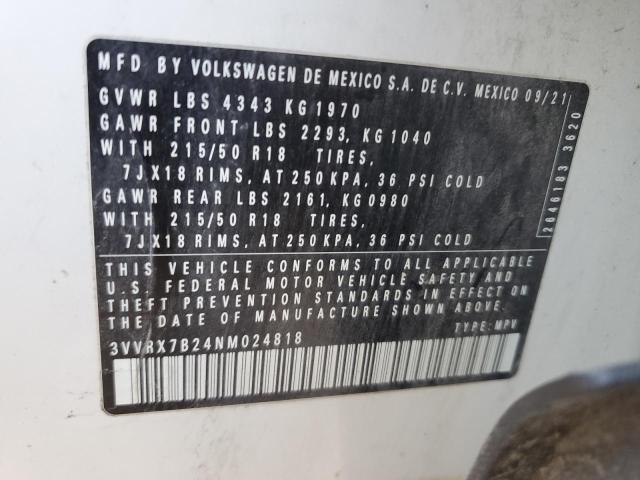 MFD BY VOLKSWAGEN DE MEXICO S.A. DE C.V. MEXICO 09/21
GVWR LBS 4343 KG 1970
GAWR FRONT LBS 2293, KG 1040
WITH 215/50 R18 TIRES,
7JX18 RIMS, AT 250 KPA, 36 PSI COLD
GAWR REAR LBS 2161, KG 0980
WITH 215/50 R18 TIRES,
7JX18 RIMS, AT 250 KPA, 36 PSI COLD
2646183 3620
THIS VEHICLE CONFORMS TO ALL APPLICABLE
U.S. FEDERAL MOTOR VEHICLE SAFETY AND
THEFT PREVENTION STANDARDS IN EFFECT ON
THE DATE OF MANUFACTURE SHOWN ABOVE.
3VVRX7B24NM024818 TYPE: MPV